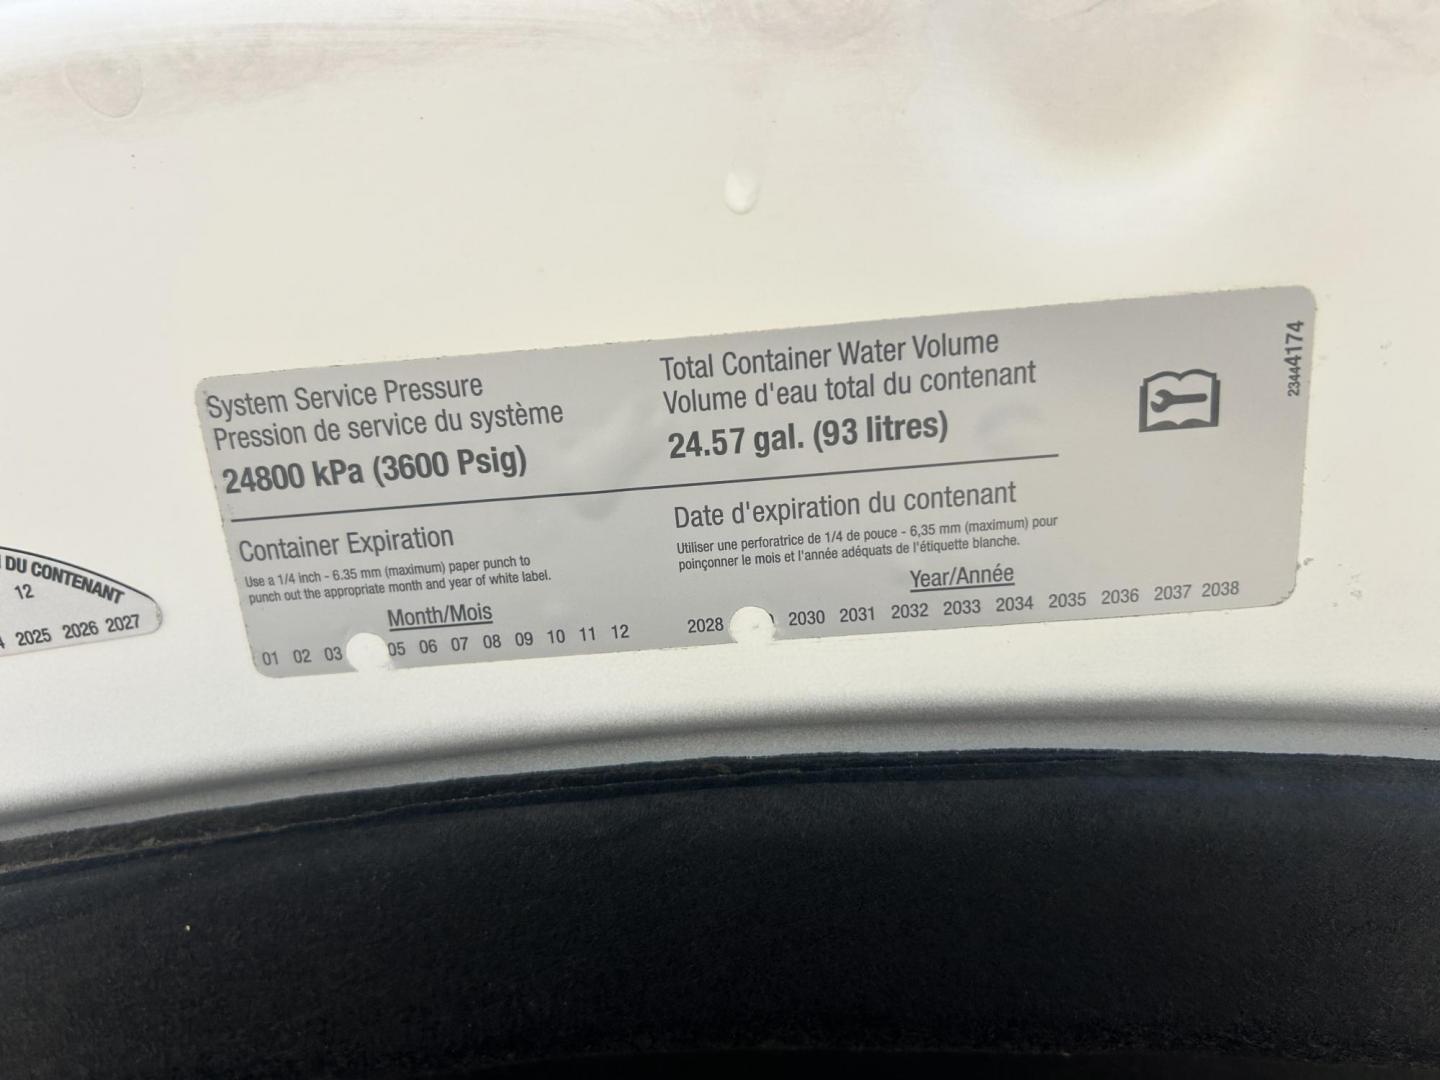 System Service Pressure
Pression de service du système
24800 kPa (3600 Psig)
Total Container Water Volume
Volume d'eau total du contenant
24.57 gal. (93 litres)
23444174
Container Expiration
Use a 1/4 inch - 6.35 mm (maximum) paper punch to
punch out the appropriate month and year of white label.
Month/Mois
01 02 03 05 06 07 08 09 10 11 12
Date d'expiration du contenant
Utiliser une perforatrice de 1/4 de pouce - 6,35 mm (maximum) pour
poinçonner le mois et l'année adéquats de l'étiquette blanche.
Year/Année
2028 2030 2031 2032 2033 2034 2035 2036 2037 2038
DU CONTENANT
12
2025 2026 2027